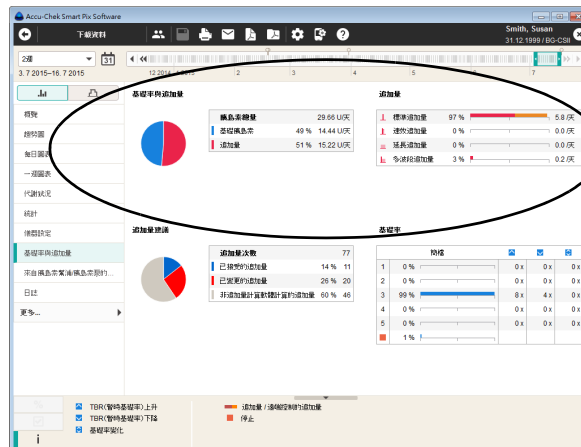 Accu-Chek Smart Pix Software
下載資料
Smith, Susan
31.12.1999 / BG-CSII
2週
31
3. 7 2015–16. 7 2015
2 3 4 5 6 7
基礎率與追加量
胰島素總量 29.66 U/天
基礎胰島素 49 % 14.44 U/天
追加量 51 % 15.22 U/天
追加量
標準追加量 97 % 5.8 /天
速效追加量 0 % 0.0 /天
延長追加量 0 % 0.0 /天
多波段追加量 3 % 0.2 /天
概覽
趨勢圖
每日圖表
一週圖表
代謝狀況
統計
儀器設定
基礎率與追加量
來自胰島素幫浦/胰島素眼的...
日誌
更多...
追加量建議
追加量次數 77
已接受的追加量 14 % 11
已變更的追加量 26 % 20
非追加量計算軟體計算的追加量 60 % 46
基礎率
簡檔
1 0 % 0 x 0 x 0 x
2 0 % 0 x 0 x 0 x
3 99 % 8 x 4 x 0 x
4 0 % 0 x 0 x 0 x
5 0 % 0 x 0 x 0 x
1 %
TBR(暫時基礎率)上升
TBR(暫時基礎率)下降
基礎率變化
追加量 / 遠端控制的追加量
停止